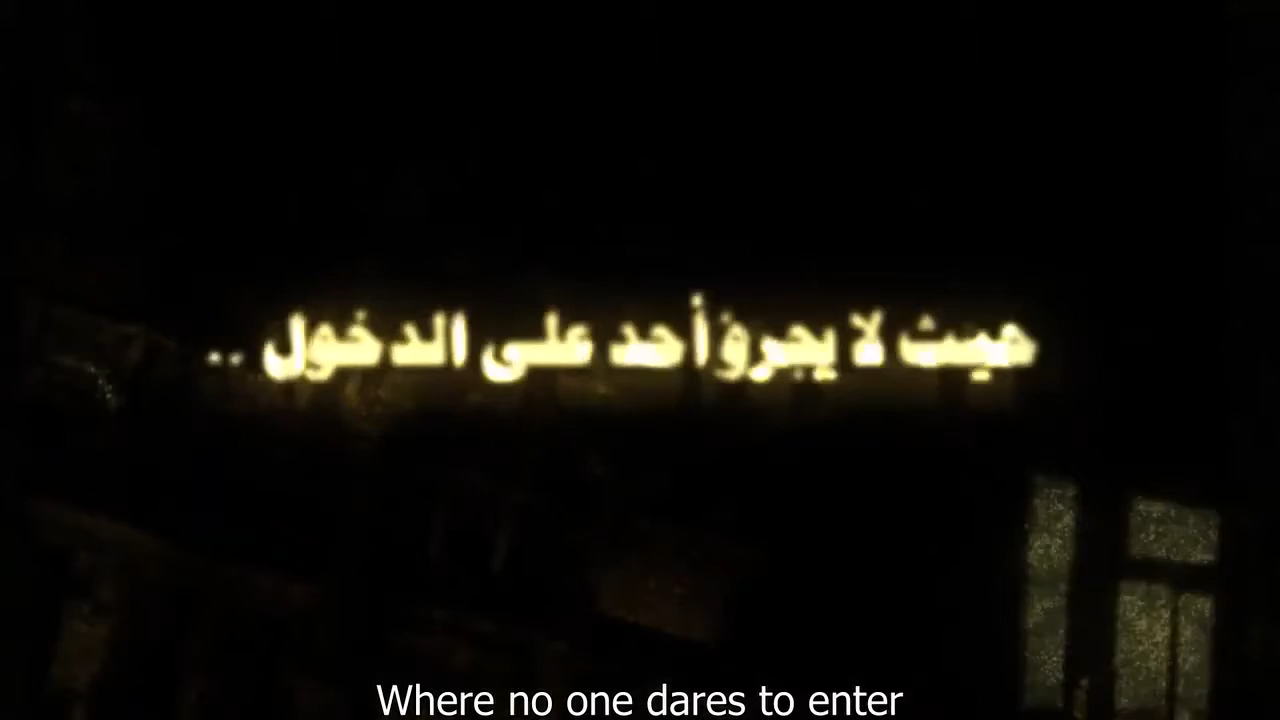 حيث لا يجرؤ أحد على الدخول ..
Where no one dares to enter